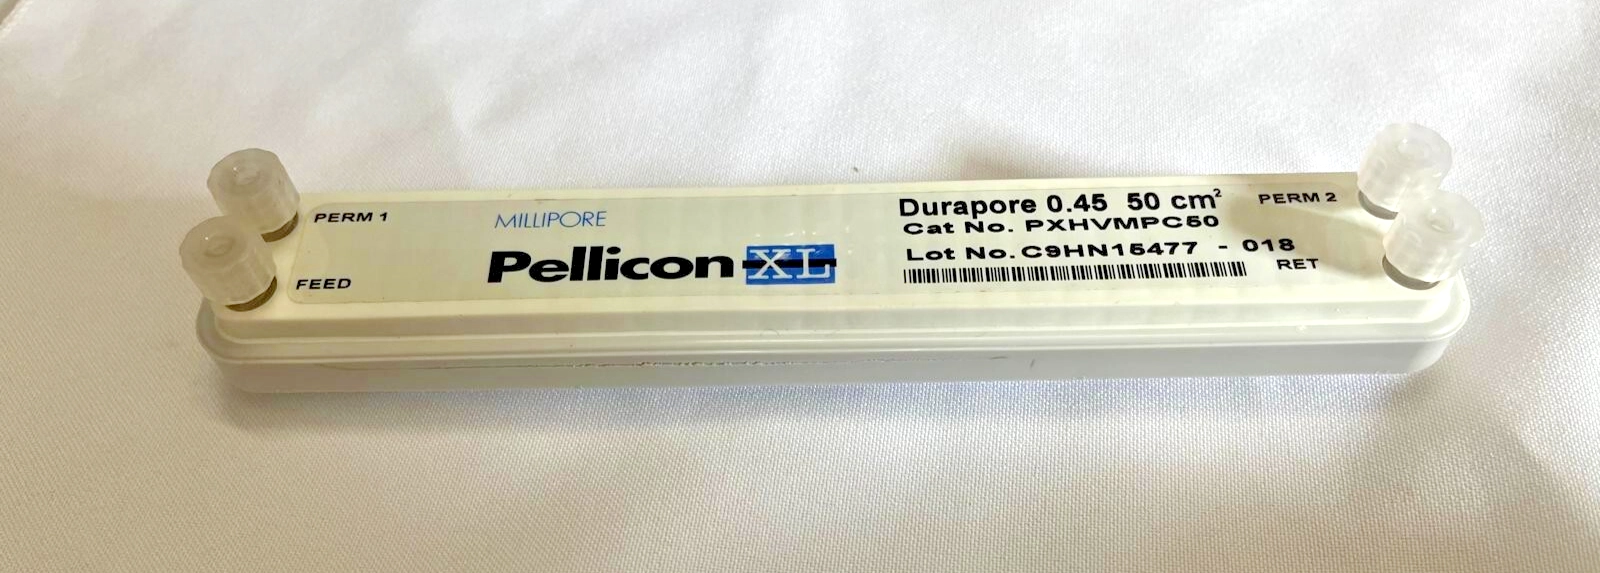 PERM 1
FEED
MILLIPORE
Pellicon XL
Durapore 0.45 50 cm²
Cat No. PXHVMPC50
Lot No. C9HN15477 - 018
PERM 2
RET